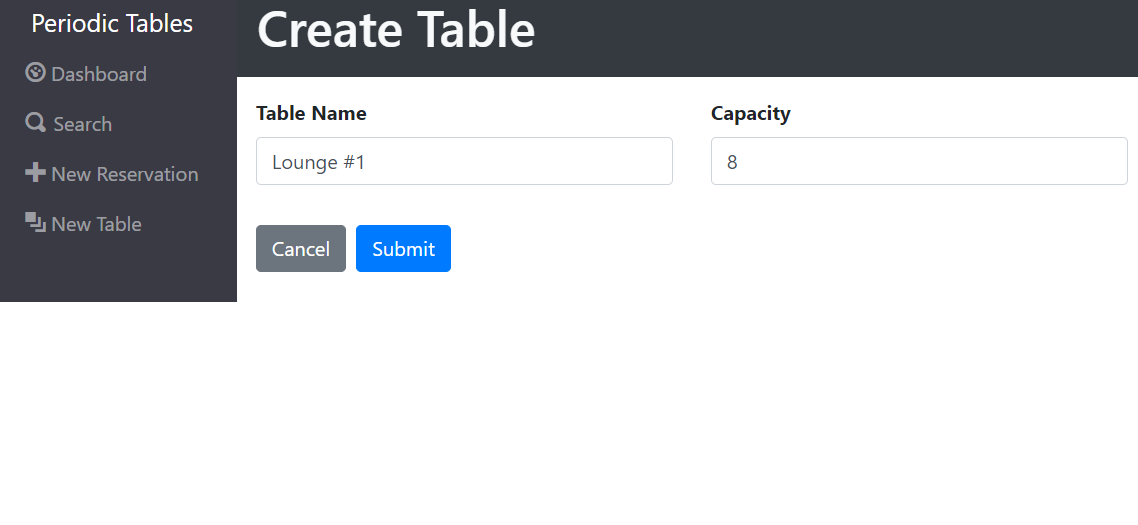 Periodic Tables
Dashboard
Search
New Reservation
New Table
Create Table
Table Name
Lounge #1
Capacity
8
Cancel
Submit